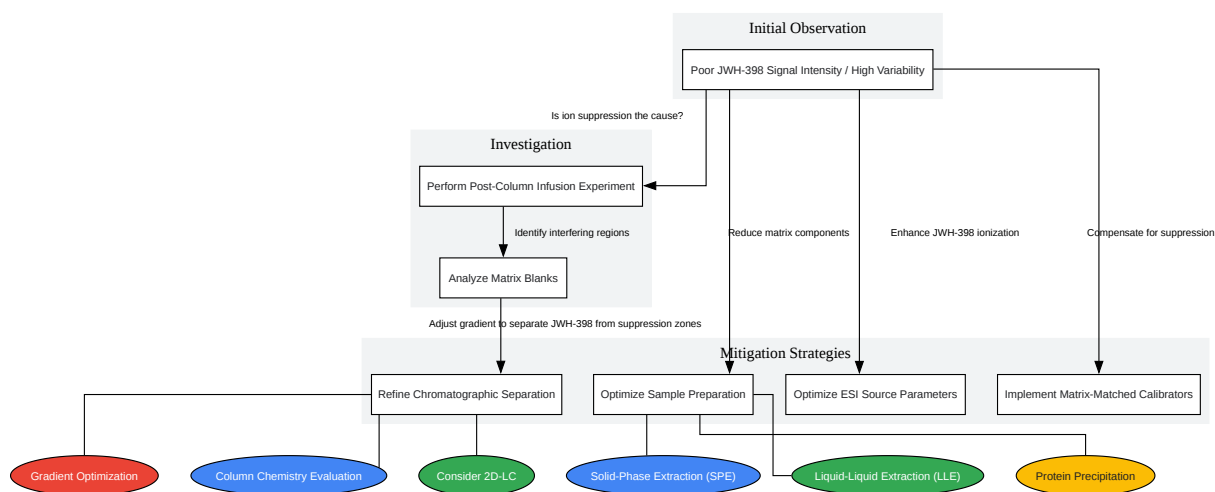 Initial Observation
Poor JWH-398 Signal Intensity / High Variability
Is ion suppression the cause?
Investigation
Perform Post-Column Infusion Experiment
Identify interfering regions
Reduce matrix components
Enhance JWH-398 ionization
Compensate for suppression
Analyze Matrix Blanks
Adjust gradient to separate JWH-398 from suppression zones
Mitigation Strategies
Refine Chromatographic Separation
Optimize Sample Preparation
Optimize ESI Source Parameters
Implement Matrix-Matched Calibrators
Gradient Optimization
Column Chemistry Evaluation
Consider 2D-LC
Solid-Phase Extraction (SPE)
Liquid-Liquid Extraction (LLE)
Protein Precipitation